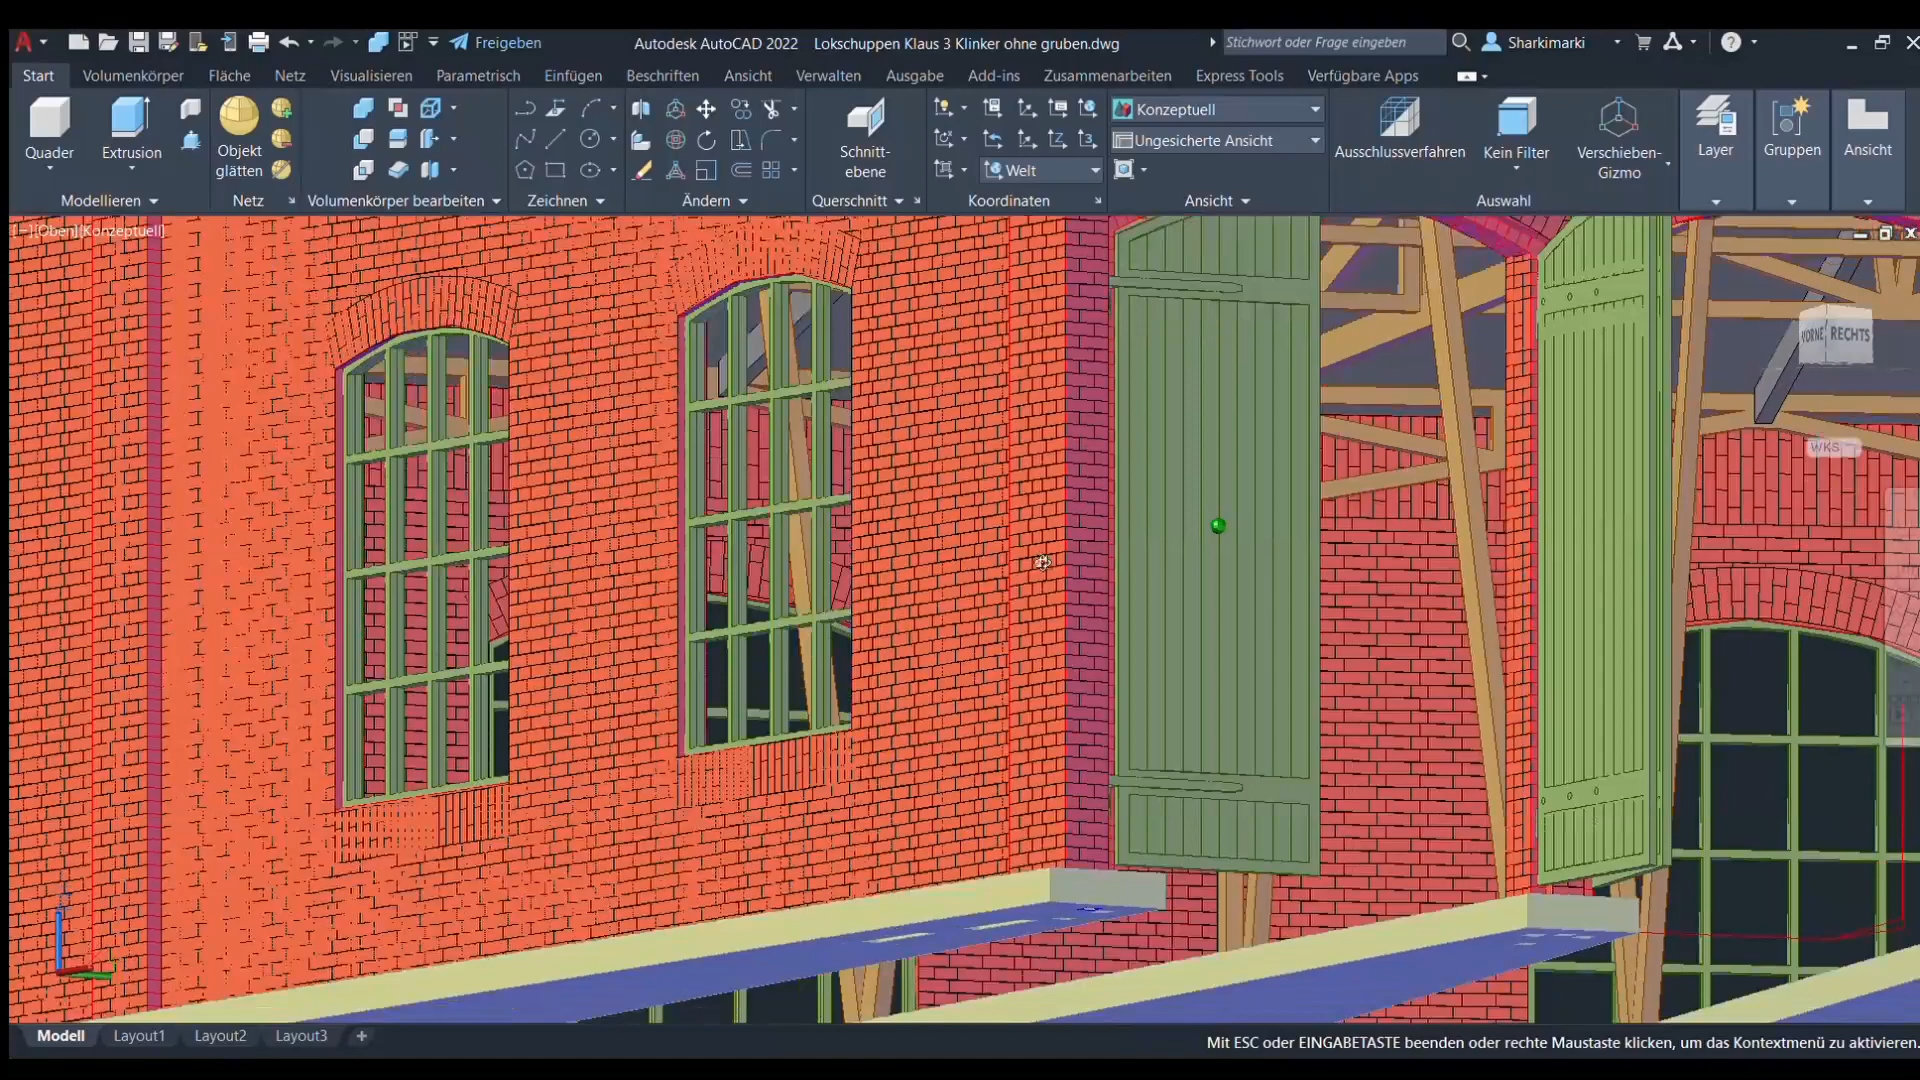 Freigeben
Autodesk AutoCAD 2022 Lokschuppen Klaus 3 Klinker ohne gruben.dwg
Stichwort oder Frage eingeben
Sharkimarki
Start Volumenkörper Fläche Netz Visualisieren Parametrisch Einfügen Beschriften Ansicht Verwalten Ausgabe Add-ins Zusammenarbeiten Express Tools Verfügbare Apps
Quader
Extrusion
Objekt
glätten
Schnitt-
ebene
Welt
Konzeptuell
Ungesicherte Ansicht
Ausschlussverfahren
Kein Filter
Verschieben-
Gizmo
Layer
Gruppen
Ansicht
Modellieren Netz Volumenkörper bearbeiten Zeichnen Ändern Querschnitt Koordinaten Ansicht Auswahl
[−][Oben][Konzeptuell]
VORNE RECHTS
WKS
Modell Layout1 Layout2 Layout3 +
Mit ESC oder EINGABETASTE beenden oder rechte Maustaste klicken, um das Kontextmenü zu aktivieren.